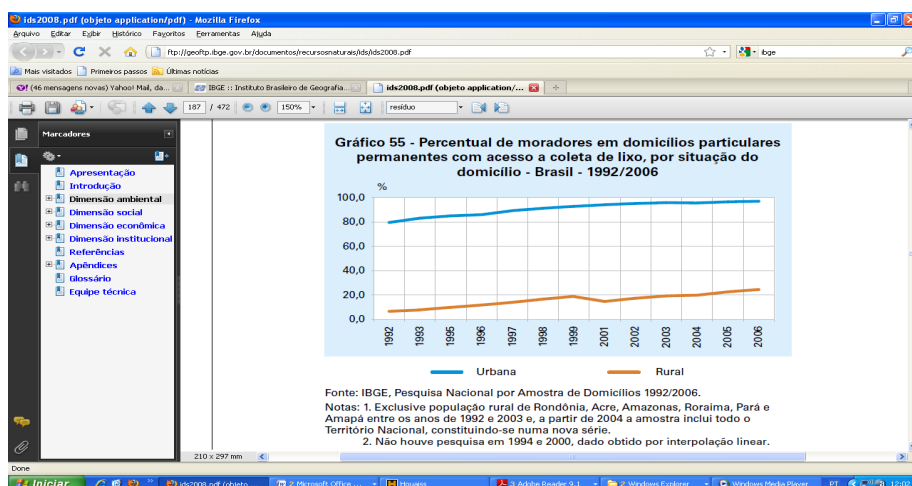 ids2008.pdf (objeto application/pdf) - Mozilla Firefox
Arquivo Editar Exibir Histórico Favoritos Ferramentas Ajuda
ftp://geoftp.ibge.gov.br/documentos/recursosnaturais/ids/ids2008.pdf
ibge
Mais visitados Primeiros passos Últimas notícias
(46 mensagens novas) Yahoo! Mail, da...
IBGE :: Instituto Brasileiro de Geografia...
ids2008.pdf (objeto application/...
187 / 472 150% resíduo
Marcadores
Apresentação
Introdução
Dimensão ambiental
Dimensão social
Dimensão econômica
Dimensão institucional
Referências
Apêndices
Glossário
Equipe técnica
Gráfico 55 - Percentual de moradores em domicílios particulares
permanentes com acesso a coleta de lixo, por situação do
domicílio - Brasil - 1992/2006
%
100,0
80,0
60,0
40,0
20,0
0,0
1992 1993 1995 1996 1997 1998 1999 2001 2002 2003 2004 2005 2006
Urbana Rural
Fonte: IBGE, Pesquisa Nacional por Amostra de Domicílios 1992/2006.
Notas: 1. Exclusive população rural de Rondônia, Acre, Amazonas, Roraima, Pará e
Amapá entre os anos de 1992 e 2003 e, a partir de 2004 a amostra inclui todo o
Território Nacional, constituindo-se numa nova série.
2. Não houve pesquisa em 1994 e 2000, dado obtido por interpolação linear.
210 x 297 mm
Done
Iniciar ids2008.pdf (objeto 2 Microsoft Office ... Houaiss 3 Adobe Reader 9.1 2 Windows Explorer Windows Media Player PT 12:02